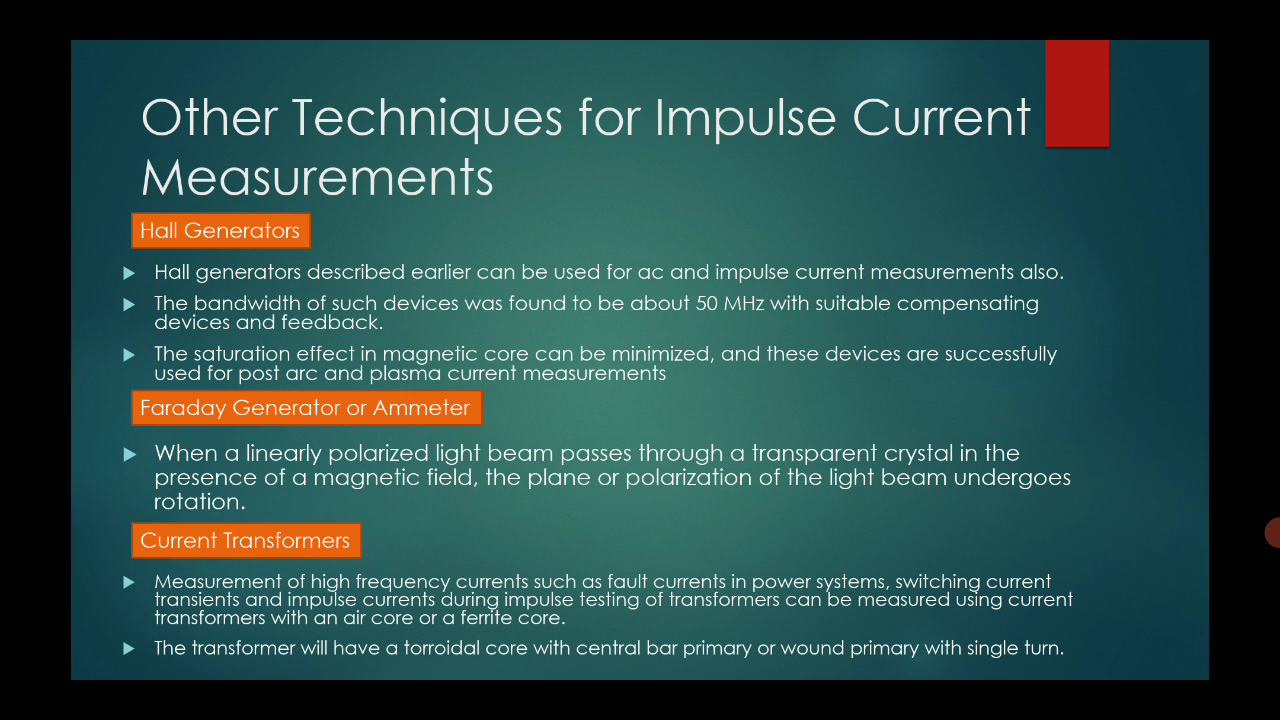 Other Techniques for Impulse Current
Measurements
Hall Generators
Hall generators described earlier can be used for ac and impulse current measurements also.
The bandwidth of such devices was found to be about 50 MHz with suitable compensating
devices and feedback.
The saturation effect in magnetic core can be minimized, and these devices are successfully
used for post arc and plasma current measurements
Faraday Generator or Ammeter
When a linearly polarized light beam passes through a transparent crystal in the
presence of a magnetic field, the plane or polarization of the light beam undergoes
rotation.
Current Transformers
Measurement of high frequency currents such as fault currents in power systems, switching current
transients and impulse currents during impulse testing of transformers can be measured using current
transformers with an air core or a ferrite core.
The transformer will have a torroidal core with central bar primary or wound primary with single turn.